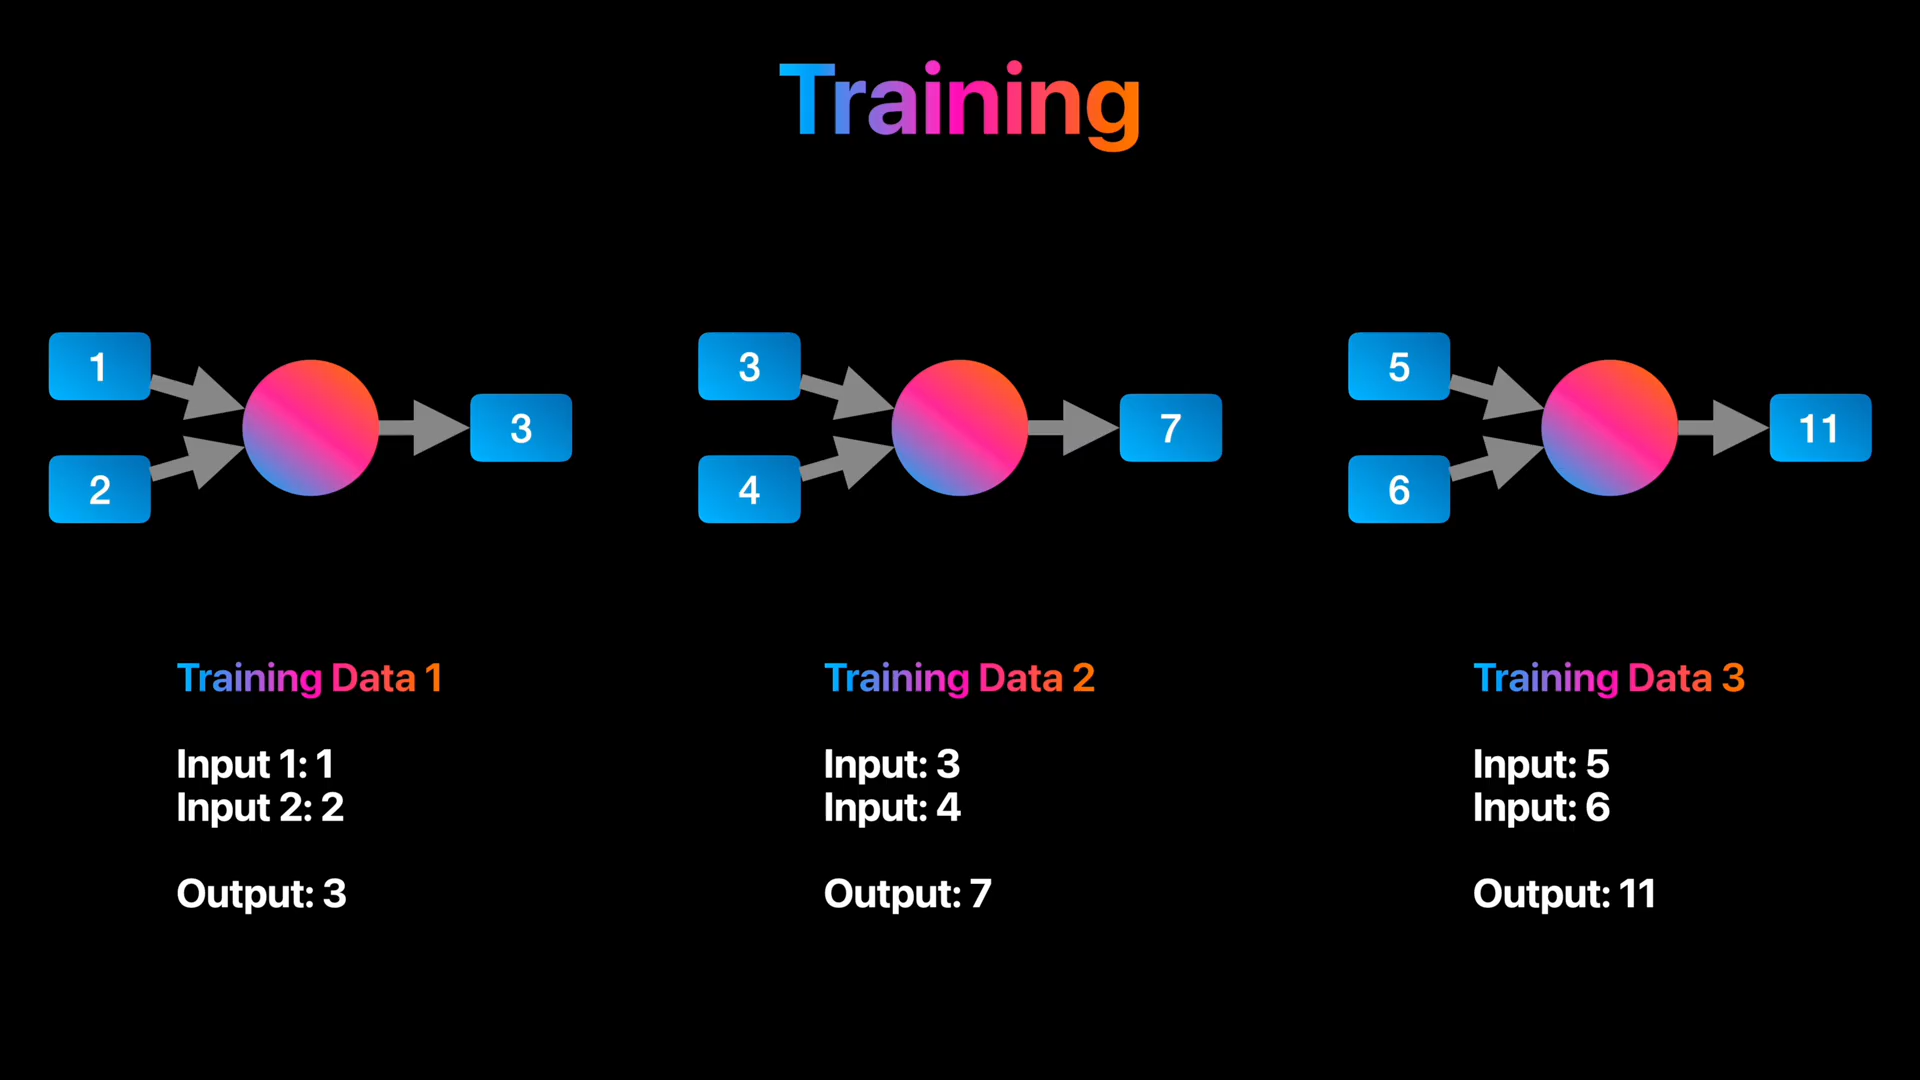 Training
1
2
3
3
4
7
5
6
11
Training Data 1
Input 1: 1
Input 2: 2
Output: 3
Training Data 2
Input: 3
Input: 4
Output: 7
Training Data 3
Input: 5
Input: 6
Output: 11